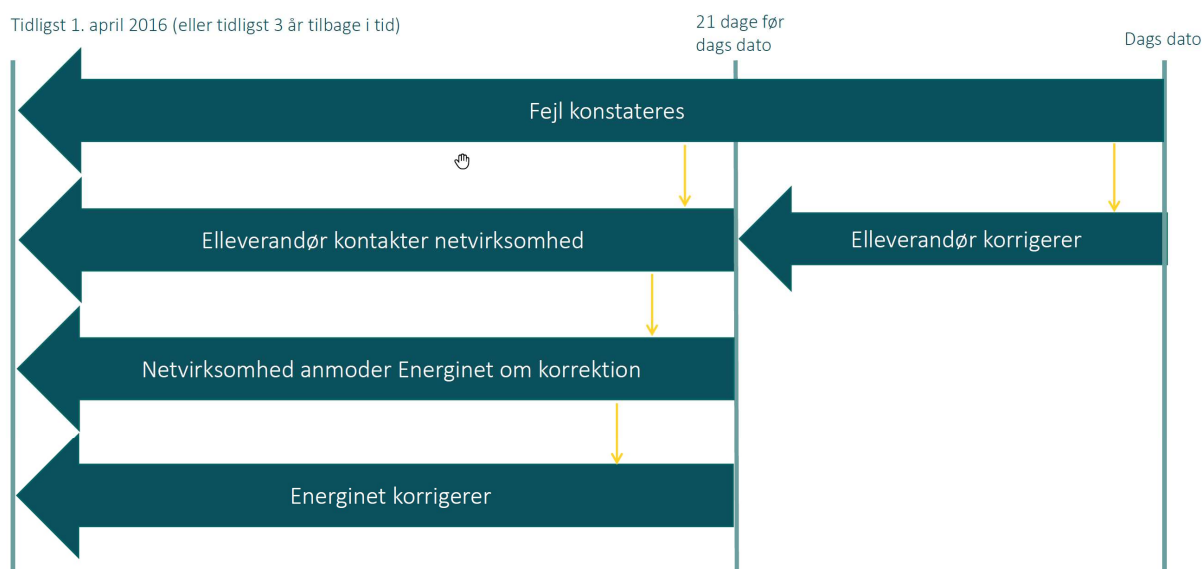 Tidligst 1. april 2016 (eller tidligst 3 år tilbage i tid)
21 dage før
dags dato
Dags dato
Fejl konstateres
Elleverandør kontakter netvirksomhed
Elleverandør korrigerer
Netvirksomhed anmoder Energinet om korrektion
Energinet korrigerer